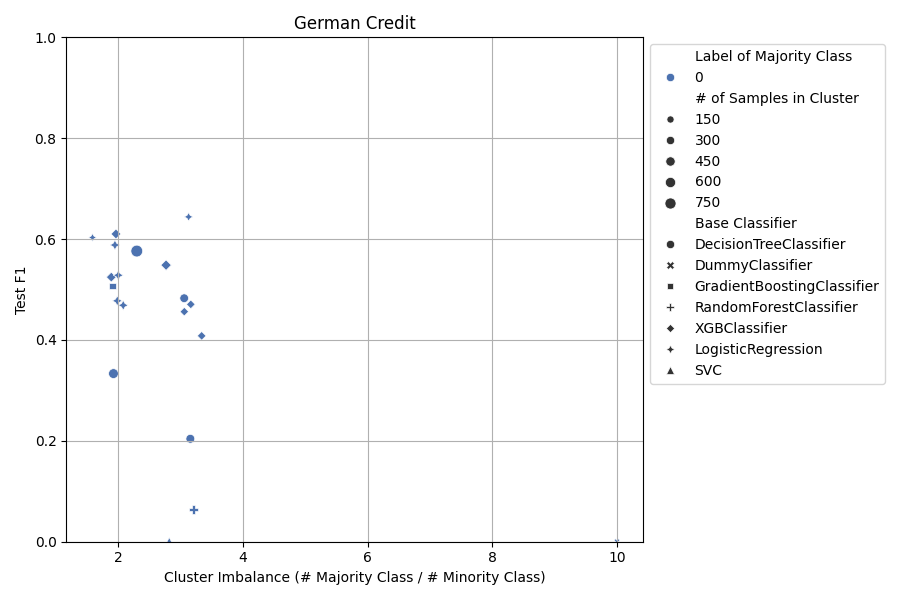 German Credit
1.0
0.8
0.6
0.4
0.2
0.0
Test F1
2
4
6
8
10
Cluster Imbalance (# Majority Class / # Minority Class)
Label of Majority Class
0
# of Samples in Cluster
150
300
450
600
750
Base Classifier
DecisionTreeClassifier
DummyClassifier
GradientBoostingClassifier
RandomForestClassifier
XGBClassifier
LogisticRegression
SVC